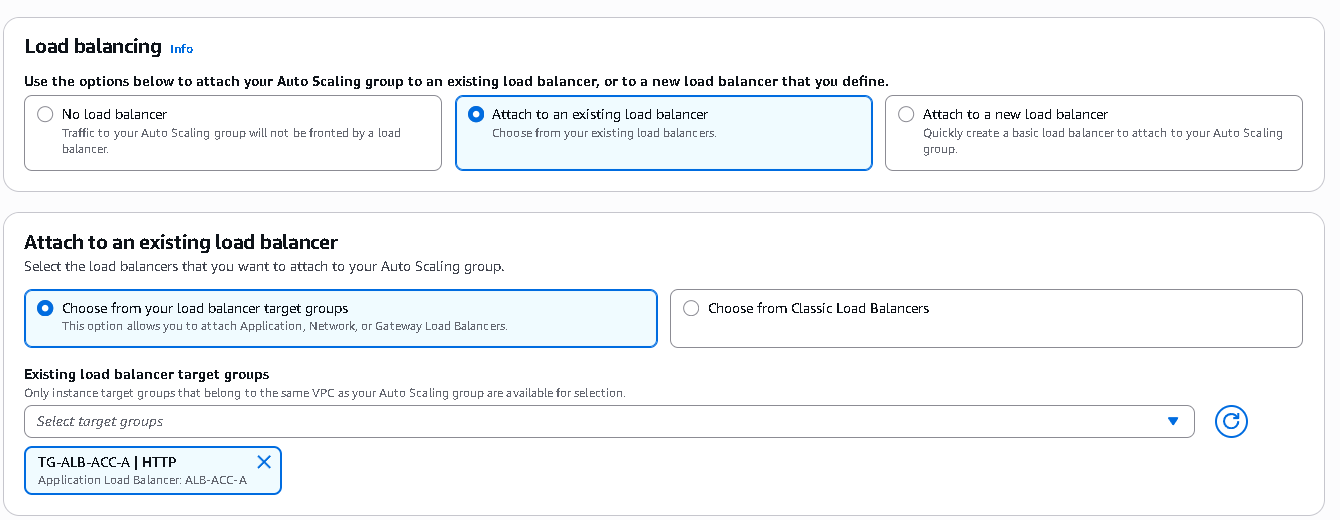 Load balancing Info
Use the options below to attach your Auto Scaling group to an existing load balancer, or to a new load balancer that you define.
No load balancer
Traffic to your Auto Scaling group will not be fronted by a load
balancer.
Attach to an existing load balancer
Choose from your existing load balancers.
Attach to a new load balancer
Quickly create a basic load balancer to attach to your Auto Scaling
group.
Attach to an existing load balancer
Select the load balancers that you want to attach to your Auto Scaling group.
Choose from your load balancer target groups
This option allows you to attach Application, Network, or Gateway Load Balancers.
Choose from Classic Load Balancers
Existing load balancer target groups
Only instance target groups that belong to the same VPC as your Auto Scaling group are available for selection.
Select target groups
TG-ALB-ACC-A | HTTP
Application Load Balancer: ALB-ACC-A